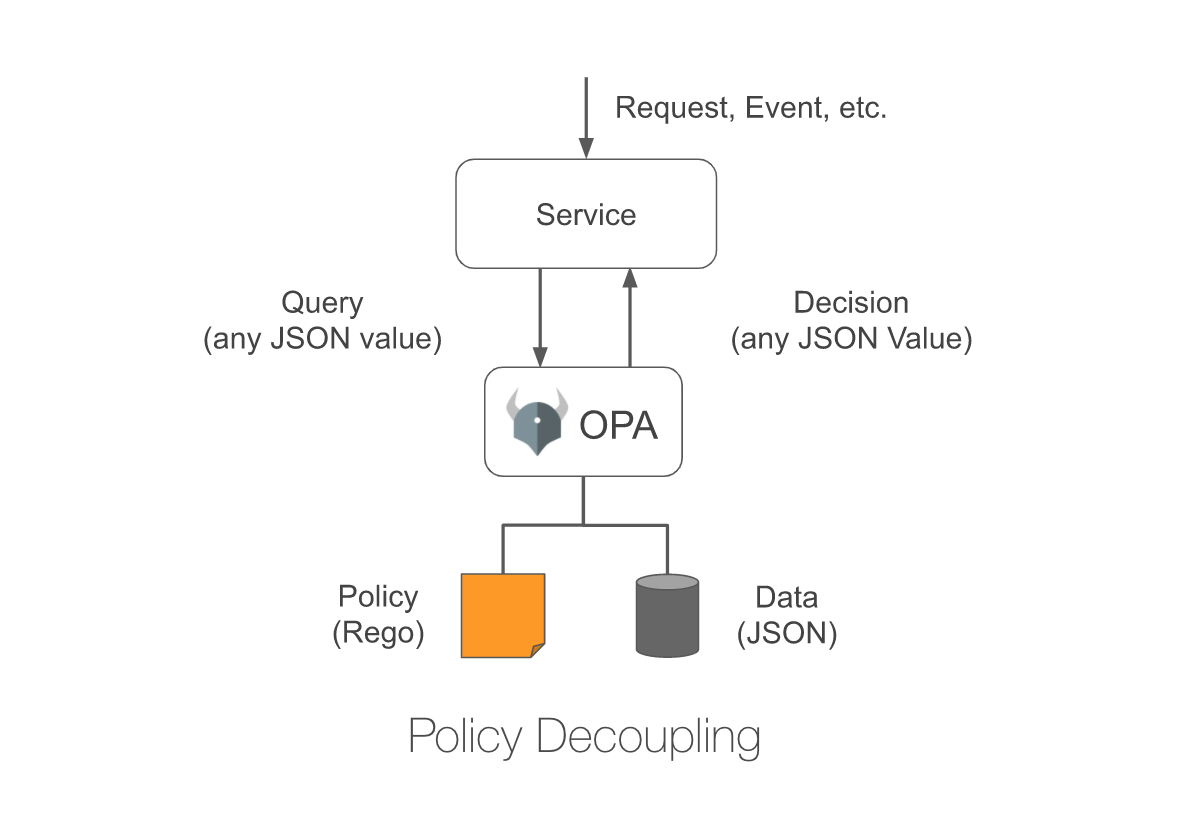 Request, Event, etc.
Service
Query
(any JSON value)
Decision
(any JSON Value)
OPA
Policy
(Rego)
Data
(JSON)
Policy Decoupling